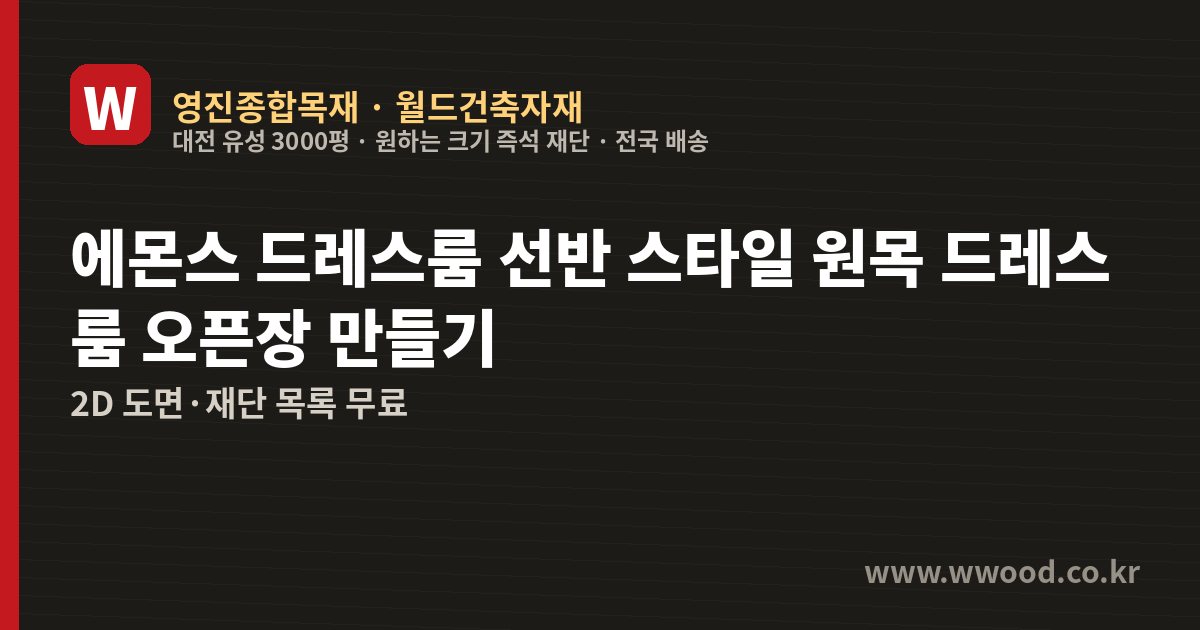 W
영진종합목재 · 월드건축자재
대전 유성 3000평 · 원하는 크기 즉석 재단 · 전국 배송
에몬스 드레스룸 선반 스타일 원목 드레스
룸 오픈장 만들기
2D 도면·재단 목록 무료
www.wwood.co.kr